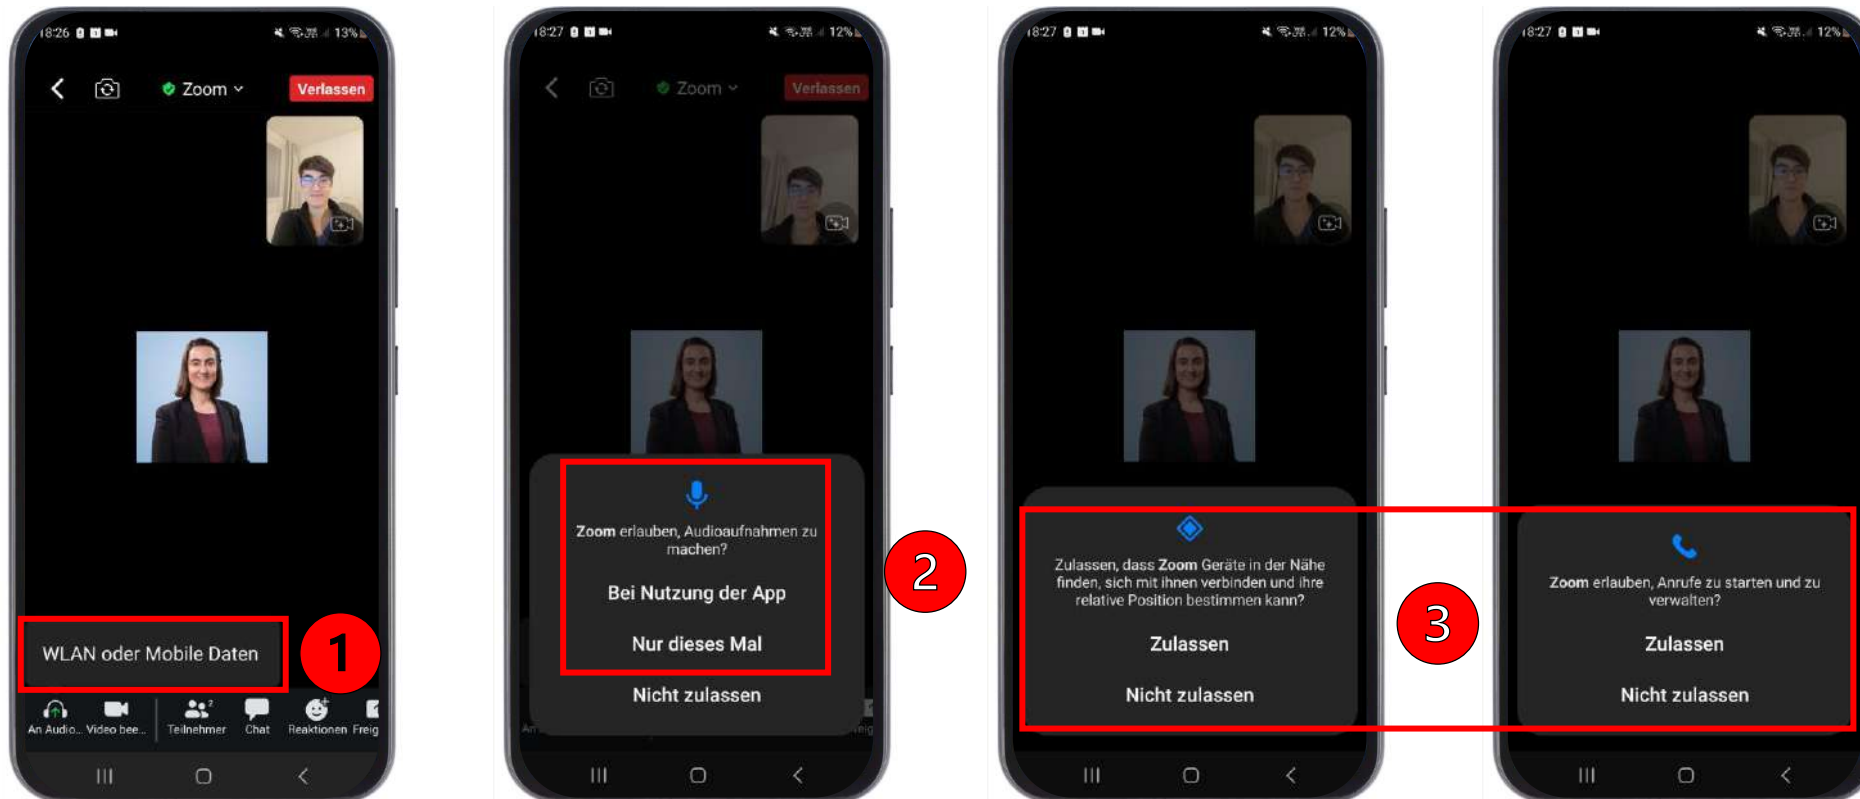 18:26
13%
Zoom
Verlassen
WLAN oder Mobile Daten
1
An Audio... Video bee... Teilnehmer 2 Chat Reaktionen Freig
18:27
12%
Zoom
Verlassen
Zoom erlauben, Audioaufnahmen zu
machen?
Bei Nutzung der App
Nur dieses Mal
Nicht zulassen
2
18:27
12%
Zulassen, dass Zoom Geräte in der Nähe
finden, sich mit ihnen verbinden und ihre
relative Position bestimmen kann?
Zulassen
Nicht zulassen
3
18:27
12%
Zoom erlauben, Anrufe zu starten und zu
verwalten?
Zulassen
Nicht zulassen